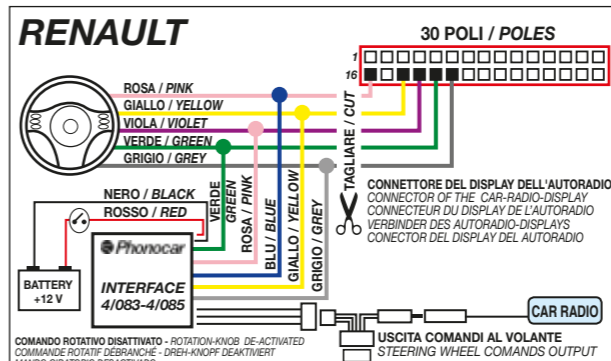 RENAULT
30 POLI / POLES
1
16
ROSA / PINK
GIALLO / YELLOW
VIOLA / VIOLET
VERDE / GREEN
GRIGIO / GREY
TAGLIARE / CUT
NERO / BLACK
ROSSO / RED
VERDE
GREEN
ROSA / PINK
BLU / BLUE
GIALLO / YELLOW
GRIGIO / GREY
CONNETTORE DEL DISPLAY DELL'AUTORADIO
CONNECTOR OF THE CAR-RADIO-DISPLAY
CONNECTEUR DU DISPLAY DE L'AUTORADIO
VERBINDER DES AUTORADIO-DISPLAYS
CONECTOR DEL DISPLAY DEL AUTORADIO
Phonocar
INTERFACE
4/083-4/085
BATTERY
+12 V
CAR RADIO
USCITA COMANDI AL VOLANTE
STEERING WHEEL COMANDS OUTPUT
COMANDO ROTATIVO DISATTIVATO - ROTATION-KNOB DE-ACTIVATED
COMMANDE ROTATIF DÉBRANCHÉ - DREH-KNOPF DEAKTIVIERT
MANDO GIRATORIO DESACTIVADO